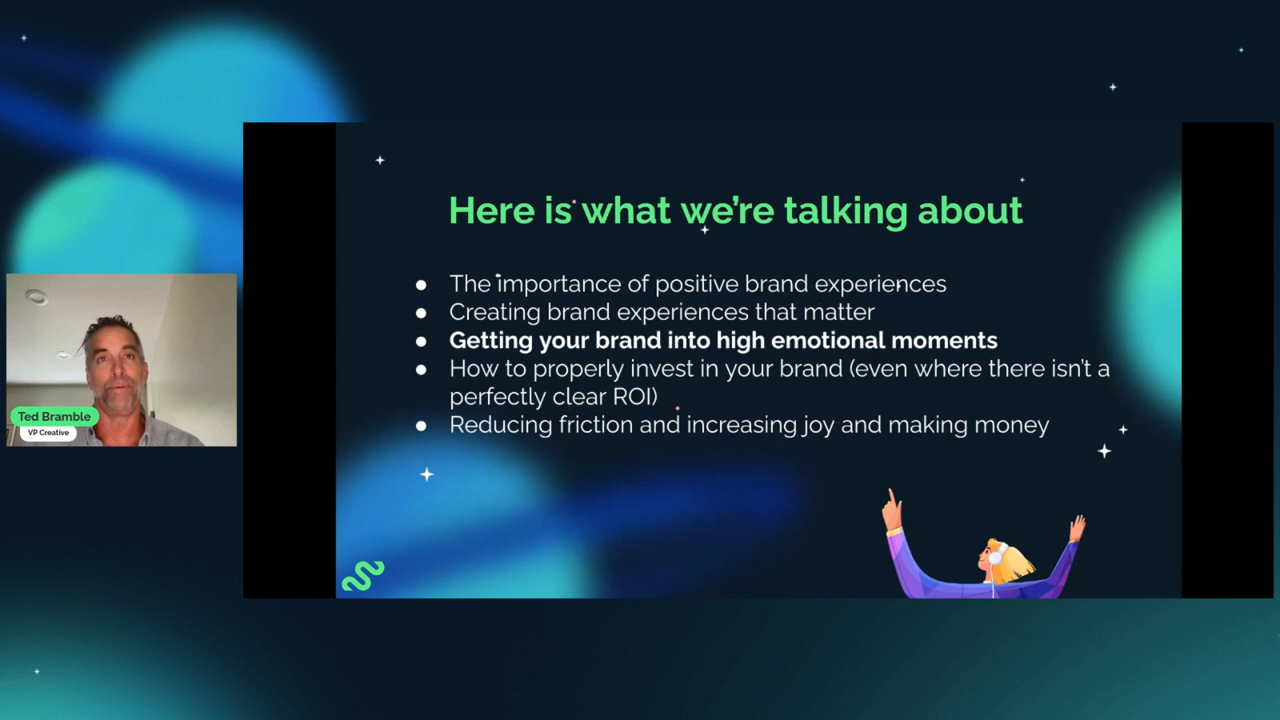 Here is what we're talking about
● The importance of positive brand experiences
● Creating brand experiences that matter
● Getting your brand into high emotional moments
● How to properly invest in your brand (even where there isn't a
perfectly clear ROI)
● Reducing friction and increasing joy and making money
Ted Bramble
VP Creative